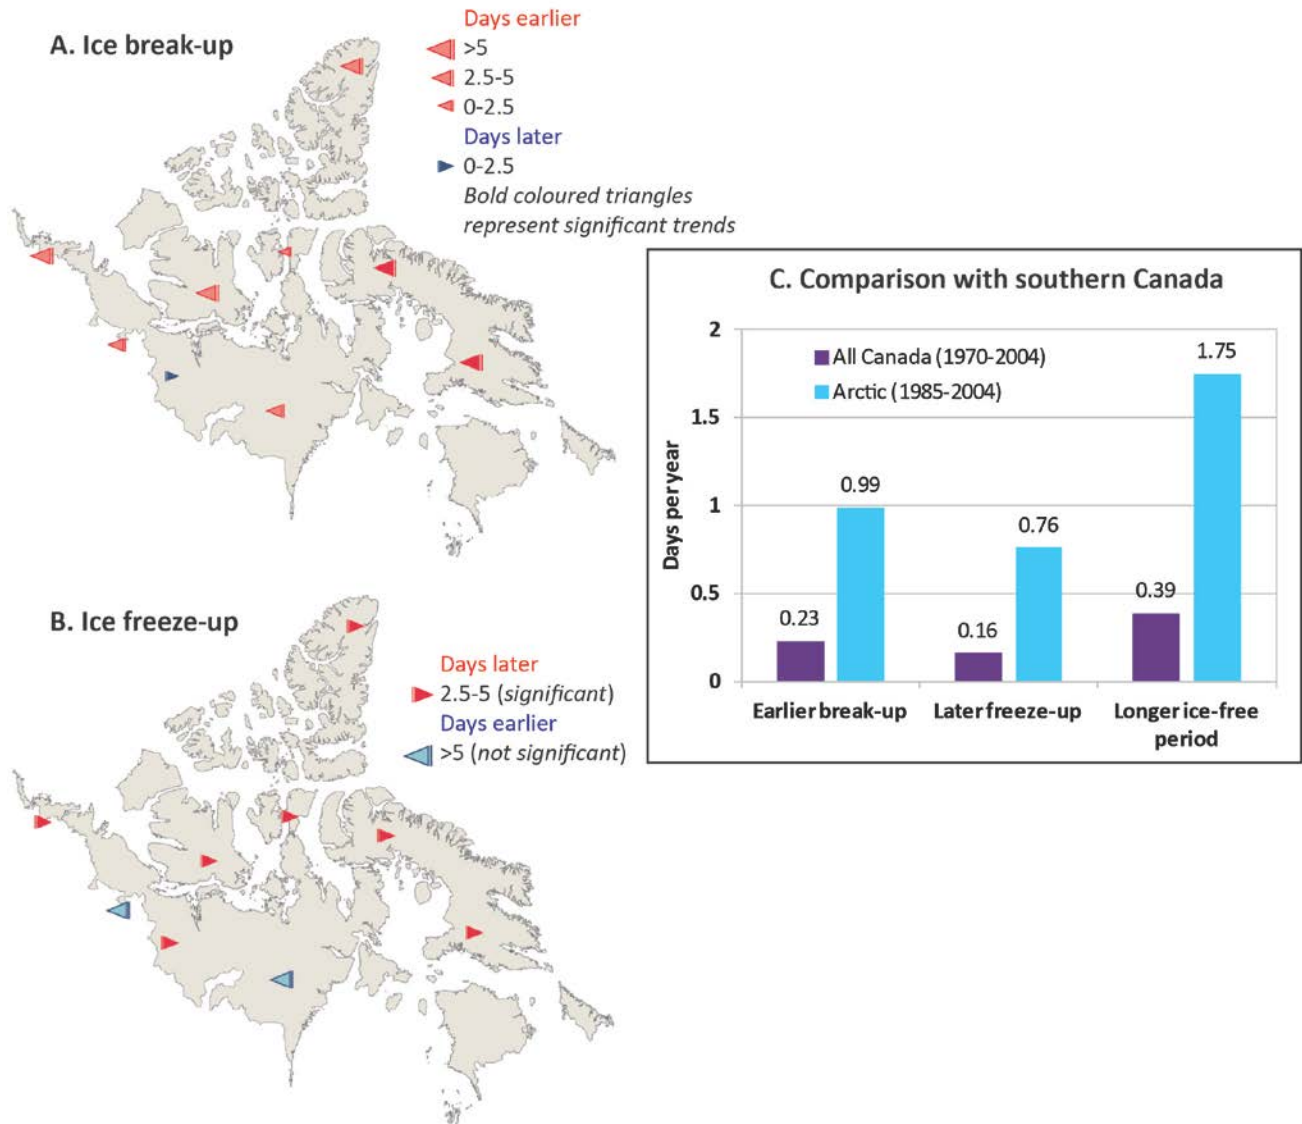 A. Ice break-up
Days earlier
>5
2.5-5
0-2.5
Days later
0-2.5
Bold coloured triangles
represent significant trends
B. Ice freeze-up
Days later
2.5-5 (significant)
Days earlier
>5 (not significant)
C. Comparison with southern Canada
All Canada (1970-2004)
Arctic (1985-2004)
Days per year
2
1.5
1
0.5
0
0.23
0.99
0.16
0.76
0.39
1.75
Earlier break-up
Later freeze-up
Longer ice-free
period